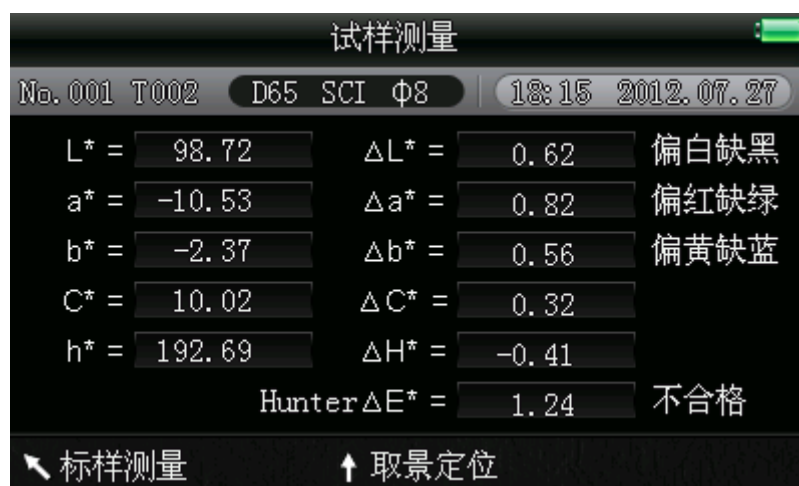 试样测量
No.001 T002 D65 SCI Φ8 18:15 2012.07.27
L* = 98.72 ΔL* = 0.62 偏白缺黑
a* = -10.53 Δa* = 0.82 偏红缺绿
b* = -2.37 Δb* = 0.56 偏黄缺蓝
C* = 10.02 ΔC* = 0.32
h* = 192.69 ΔH* = -0.41
HunterΔE* = 1.24 不合格
标样测量 取景定位